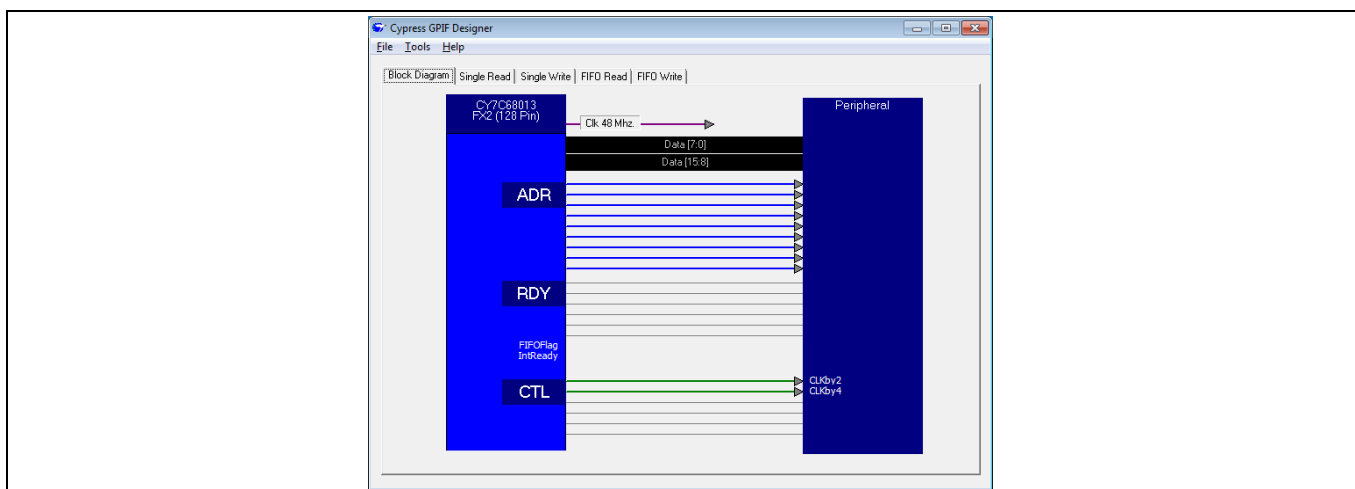 Cypress GPIF Designer
File Tools Help
Block Diagram Single Read Single Write FIFO Read FIFO Write
CY7C68013
FX2 (128 Pin)
Clk 48 Mhz.
Peripheral
Data [7:0]
Data [15:8]
ADR
RDY
FIFOFlag
IntReady
CTL
CLKby2
CLKby4